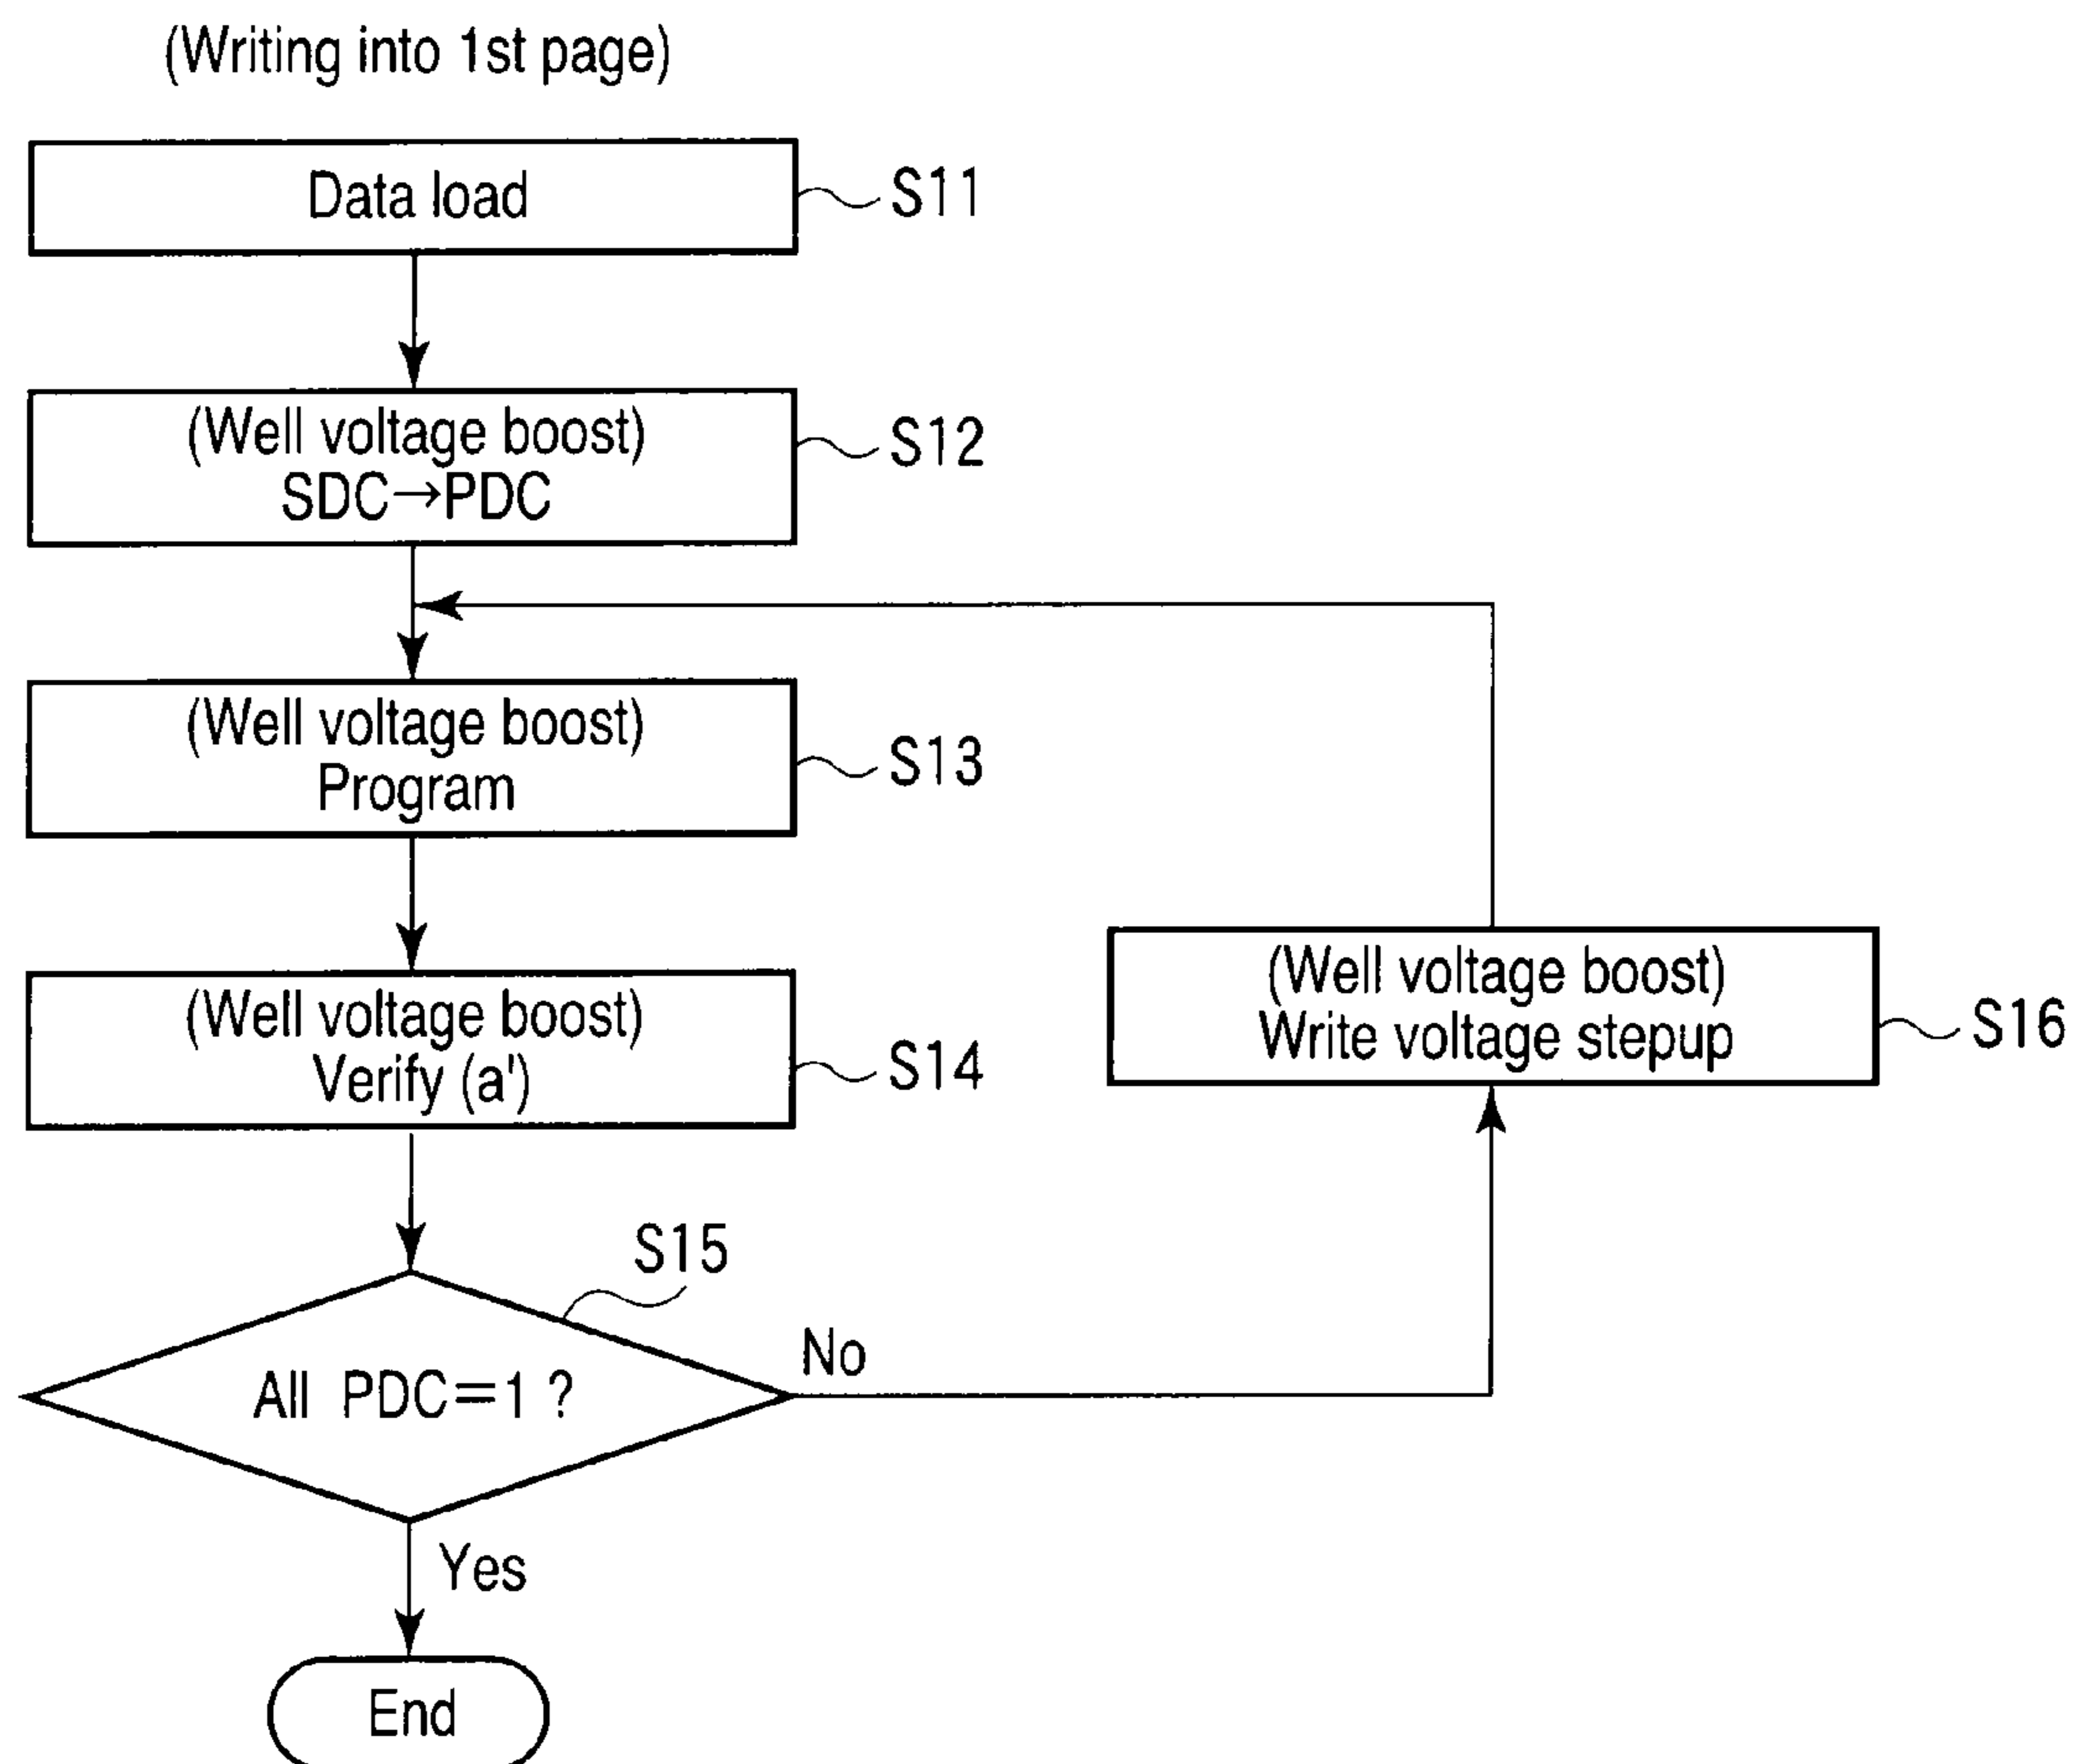 (Writing into 1st page)
Data load
S11
(Well voltage boost)
SDC→PDC
S12
(Well voltage boost)
Program
S13
(Well voltage boost)
Verify (a')
S14
(Well voltage boost)
Write voltage stepup
S16
S15
All PDC=1 ?
No
Yes
End